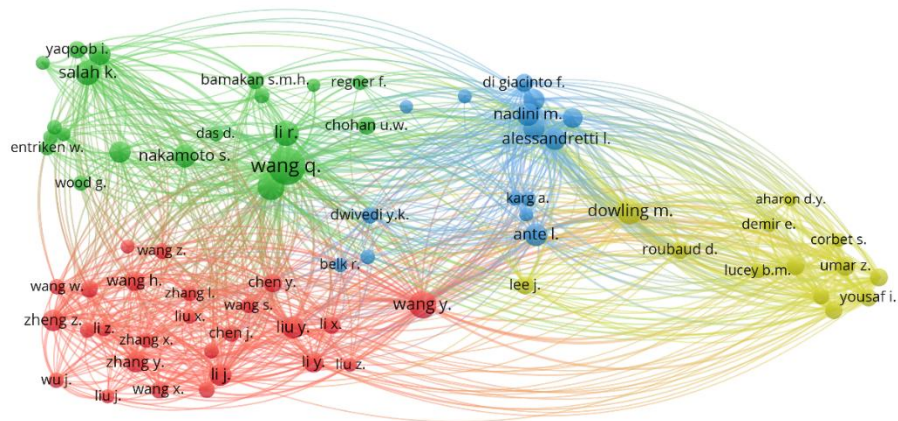 yaqoob i.
salah k.
bamakan s.m.h.
regner f.
di giacinto f.
nadini m.
das d.
li r.
chohan u.w.
alessandretti l.
entriken w.
nakamoto s.
wang q.
wood g.
karg a.
aharon d.y.
dwivedi y.k.
dowling m.
demir e.
ante l.
corbet s.
wang z.
roubaud d.
belk r.
lucey b.m.
umar z.
wang w.
wang h.
zhang l.
chen y.
lee j.
yousaf i.
wang s.
wang y.
zheng z.
li z.
liu x.
chen j.
liu y.
li x.
zhang x.
zhang y.
li y.
liu z.
wu j.
li j.
wang x.
liu j.